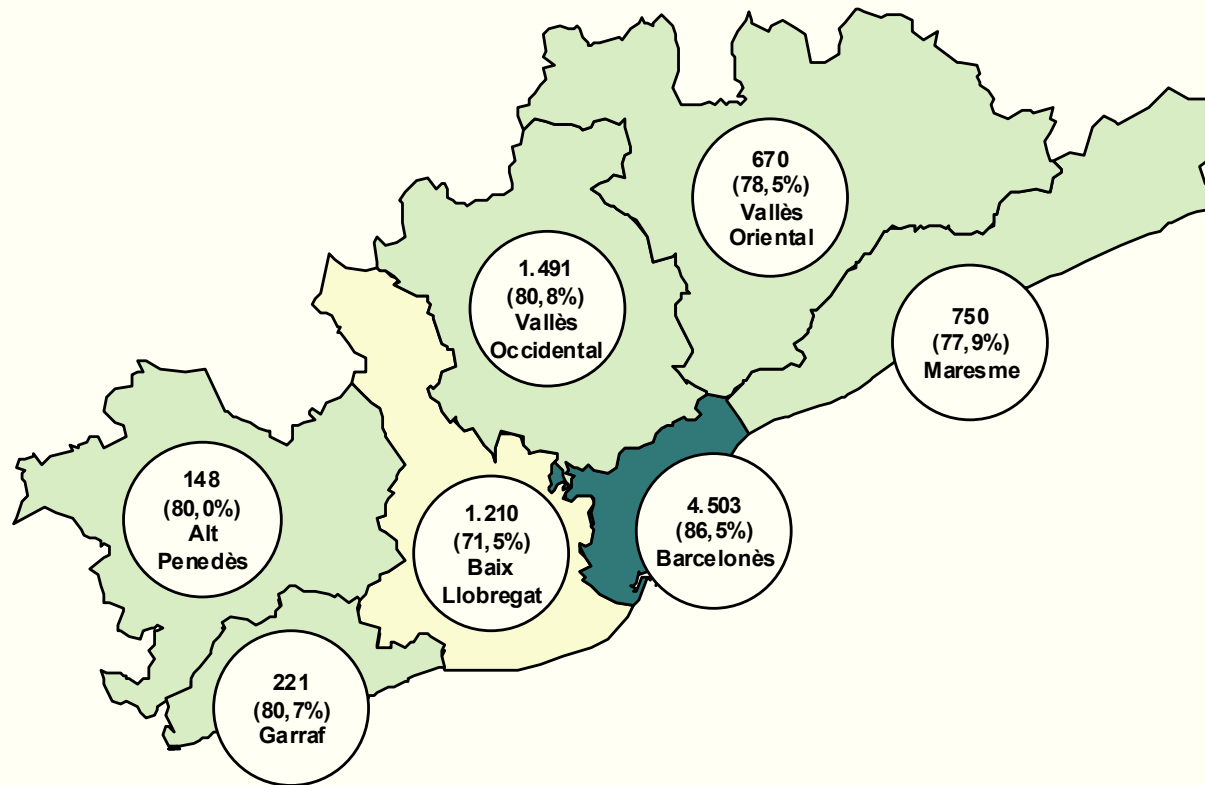 670
(78,5%)
Vallès
Oriental
1.491
(80,8%)
Vallès
Occidental
750
(77,9%)
Maresme
148
(80,0%)
Alt
Penedès
1.210
(71,5%)
Baix
Llobregat
4.503
(86,5%)
Barcelonès
221
(80,7%)
Garraf